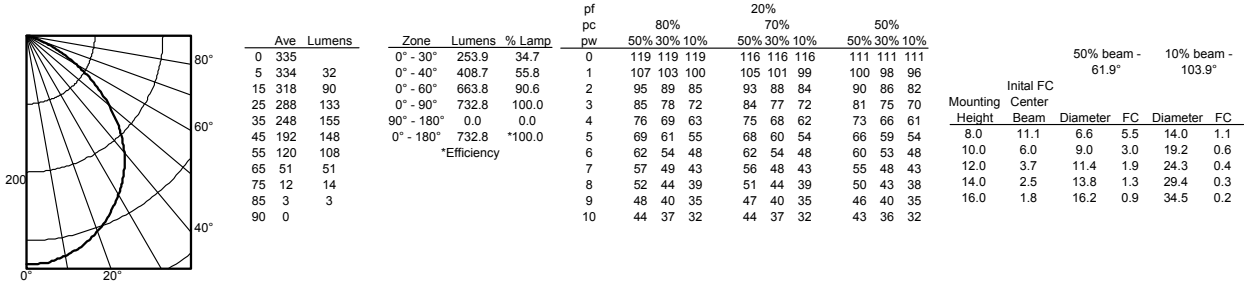 80°
60°
200
40°
0° 20°
Ave Lumens
0 335
5 334 32
15 318 90
25 288 133
35 248 155
45 192 148
55 120 108
65 51 51
75 12 14
85 3 3
90 0
Zone Lumens % Lamp
0° - 30° 253.9 34.7
0° - 40° 408.7 55.8
0° - 60° 663.8 90.6
0° - 90° 732.8 100.0
90° - 180° 0.0 0.0
0° - 180° 732.8 *100.0
*Efficiency
pf 20%
pc 80% 70% 50%
pw 50% 30% 10% 50% 30% 10% 50% 30% 10%
0 119 119 119 116 116 116 111 111 111
1 107 103 100 105 101 99 100 98 96
2 95 89 85 93 88 84 90 86 82
3 85 78 72 84 77 72 81 75 70
4 76 69 63 75 68 62 73 66 61
5 69 61 55 68 60 54 66 59 54
6 62 54 48 62 54 48 60 53 48
7 57 49 43 56 48 43 55 48 43
8 52 44 39 51 44 39 50 43 38
9 48 40 35 47 40 35 46 40 35
10 44 37 32 44 37 32 43 36 32
50% beam - 10% beam -
61.9° 103.9°
Inital FC
Mounting Center
Height Beam Diameter FC Diameter FC
8.0 11.1 6.6 5.5 14.0 1.1
10.0 6.0 9.0 3.0 19.2 0.6
12.0 3.7 11.4 1.9 24.3 0.4
14.0 2.5 13.8 1.3 29.4 0.3
16.0 1.8 16.2 0.9 34.5 0.2